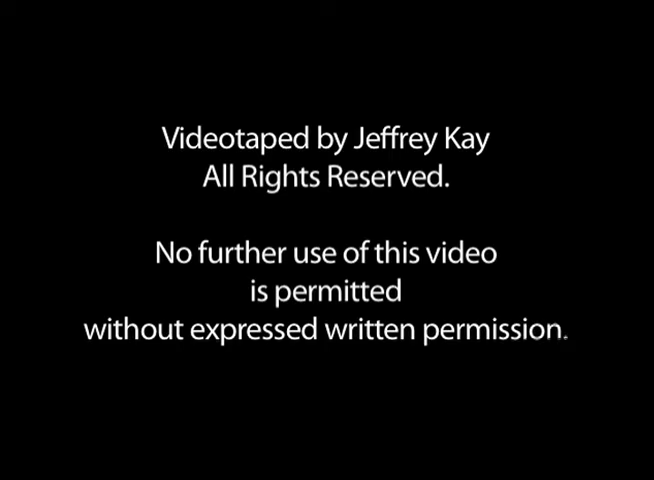 Videotaped by Jeffrey Kay
All Rights Reserved.
No further use of this video
is permitted
without expressed written permission.